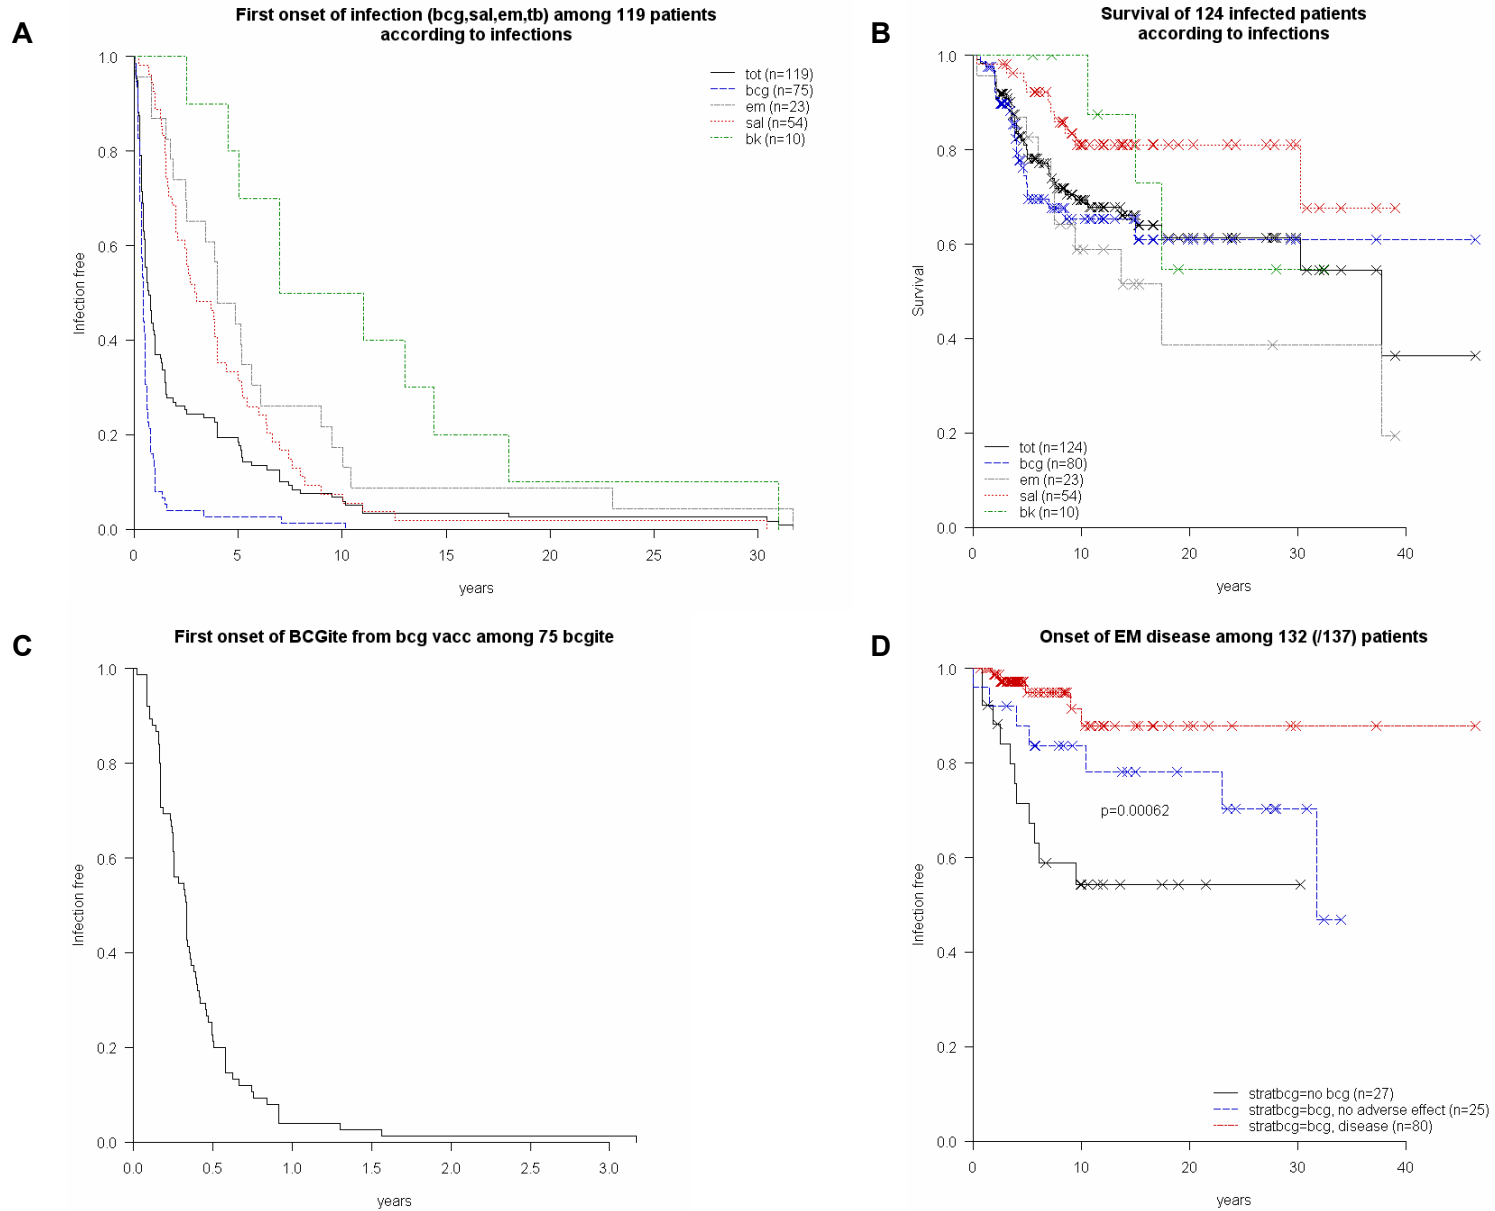 A
First onset of infection (bcg,sal,em,tb) among 119 patients
according to infections
1.0
0.8
0.6
0.4
0.2
0.0
Infection free
tot (n=119)
bcg (n=75)
em (n=23)
sal (n=54)
bk (n=10)
0 5 10 15 20 25 30
years
B
Survival of 124 infected patients
according to infections
1.0
0.8
0.6
0.4
0.2
0.0
Survival
tot (n=124)
bcg (n=80)
em (n=23)
sal (n=54)
bk (n=10)
0 10 20 30 40
years
C
First onset of BCGite from bcg vacc among 75 bcgite
1.0
0.8
0.6
0.4
0.2
0.0
Infection free
0.0 0.5 1.0 1.5 2.0 2.5 3.0
years
D
Onset of EM disease among 132 (/137) patients
1.0
0.8
0.6
0.4
0.2
0.0
Infection free
p=0.00062
stratbcg=no bcg (n=27)
stratbcg=bcg, no adverse effect (n=25)
stratbcg=bcg, disease (n=80)
0 10 20 30 40
years